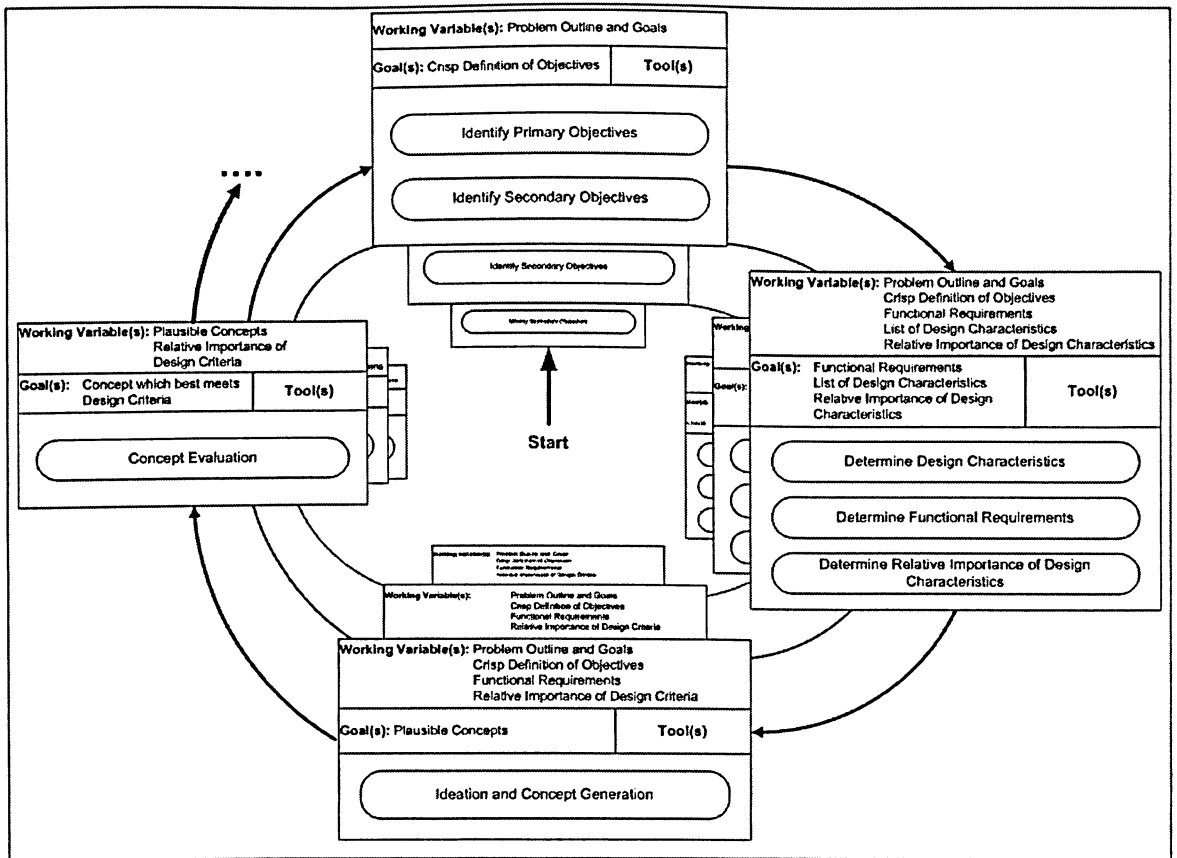 Working Variable(s): Problem Outline and Goals
Goal(s): Crisp Definition of Objectives
Tool(s)
Identify Primary Objectives
Identify Secondary Objectives
Identify Secondary Objectives
Start
....
Working Variable(s): Problem Outline and Goals
Crisp Definition of Objectives
Functional Requirements
List of Design Characteristics
Relative Importance of Design Characteristics
Goal(s): Functional Requirements
List of Design Characteristics
Relative Importance of Design
Characteristics
Tool(s)
Determine Design Characteristics
Determine Functional Requirements
Determine Relative Importance of Design
Characteristics
Working
Goal(s):
Working Variable(s): Plausible Concepts
Relative Importance of
Design Criteria
Goal(s): Concept which best meets
Design Criteria
Tool(s)
Concept Evaluation
Working Variable(s): Problem Outline and Goals
Crisp Definition of Objectives
Functional Requirements
Relative Importance of Design Criteria
Working Variable(s): Problem Outline and Goals
Crisp Definition of Objectives
Functional Requirements
Relative Importance of Design Criteria
Goal(s): Plausible Concepts
Tool(s)
Ideation and Concept Generation